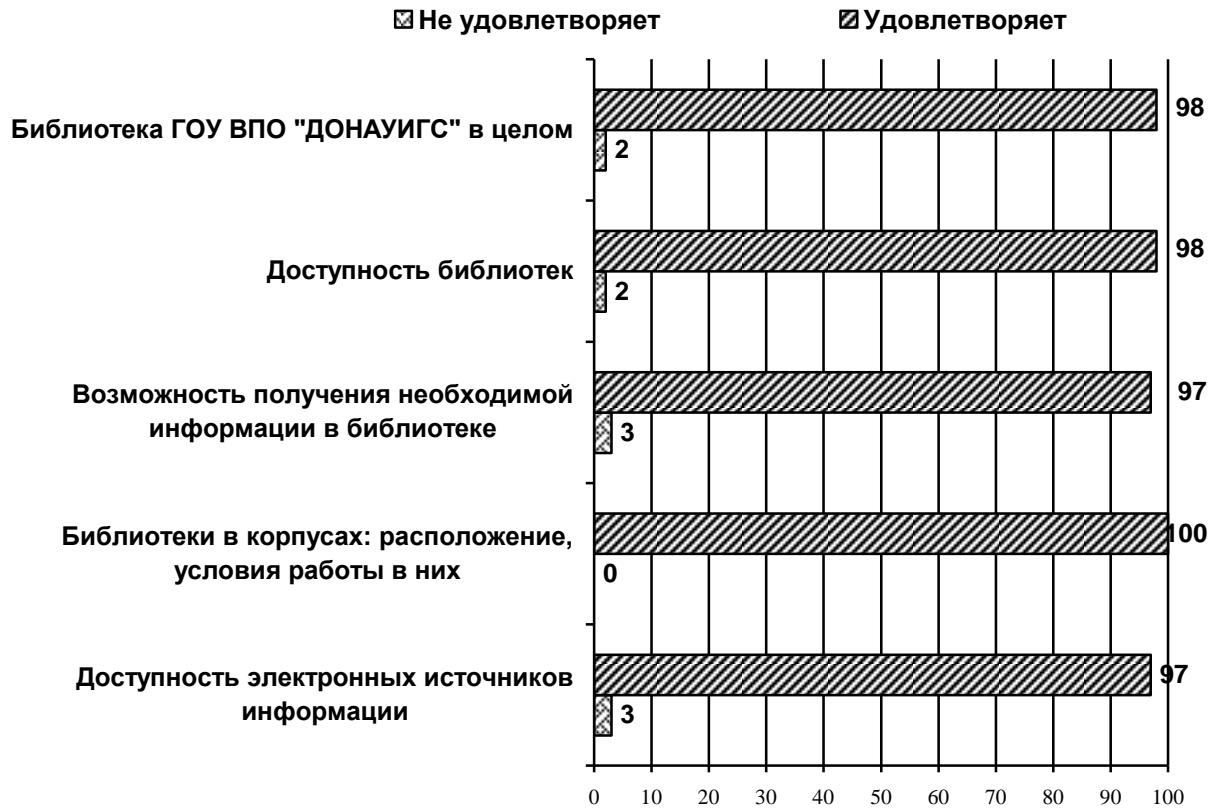 Не удовлетворяет Удовлетворяет
Библиотека ГОУ ВПО "ДОНАУИГС" в целом
98
2
Доступность библиотек
98
2
Возможность получения необходимой
информации в библиотеке
97
3
Библиотеки в корпусах: расположение,
условия работы в них
100
0
Доступность электронных источников
информации
97
3
0 10 20 30 40 50 60 70 80 90 100